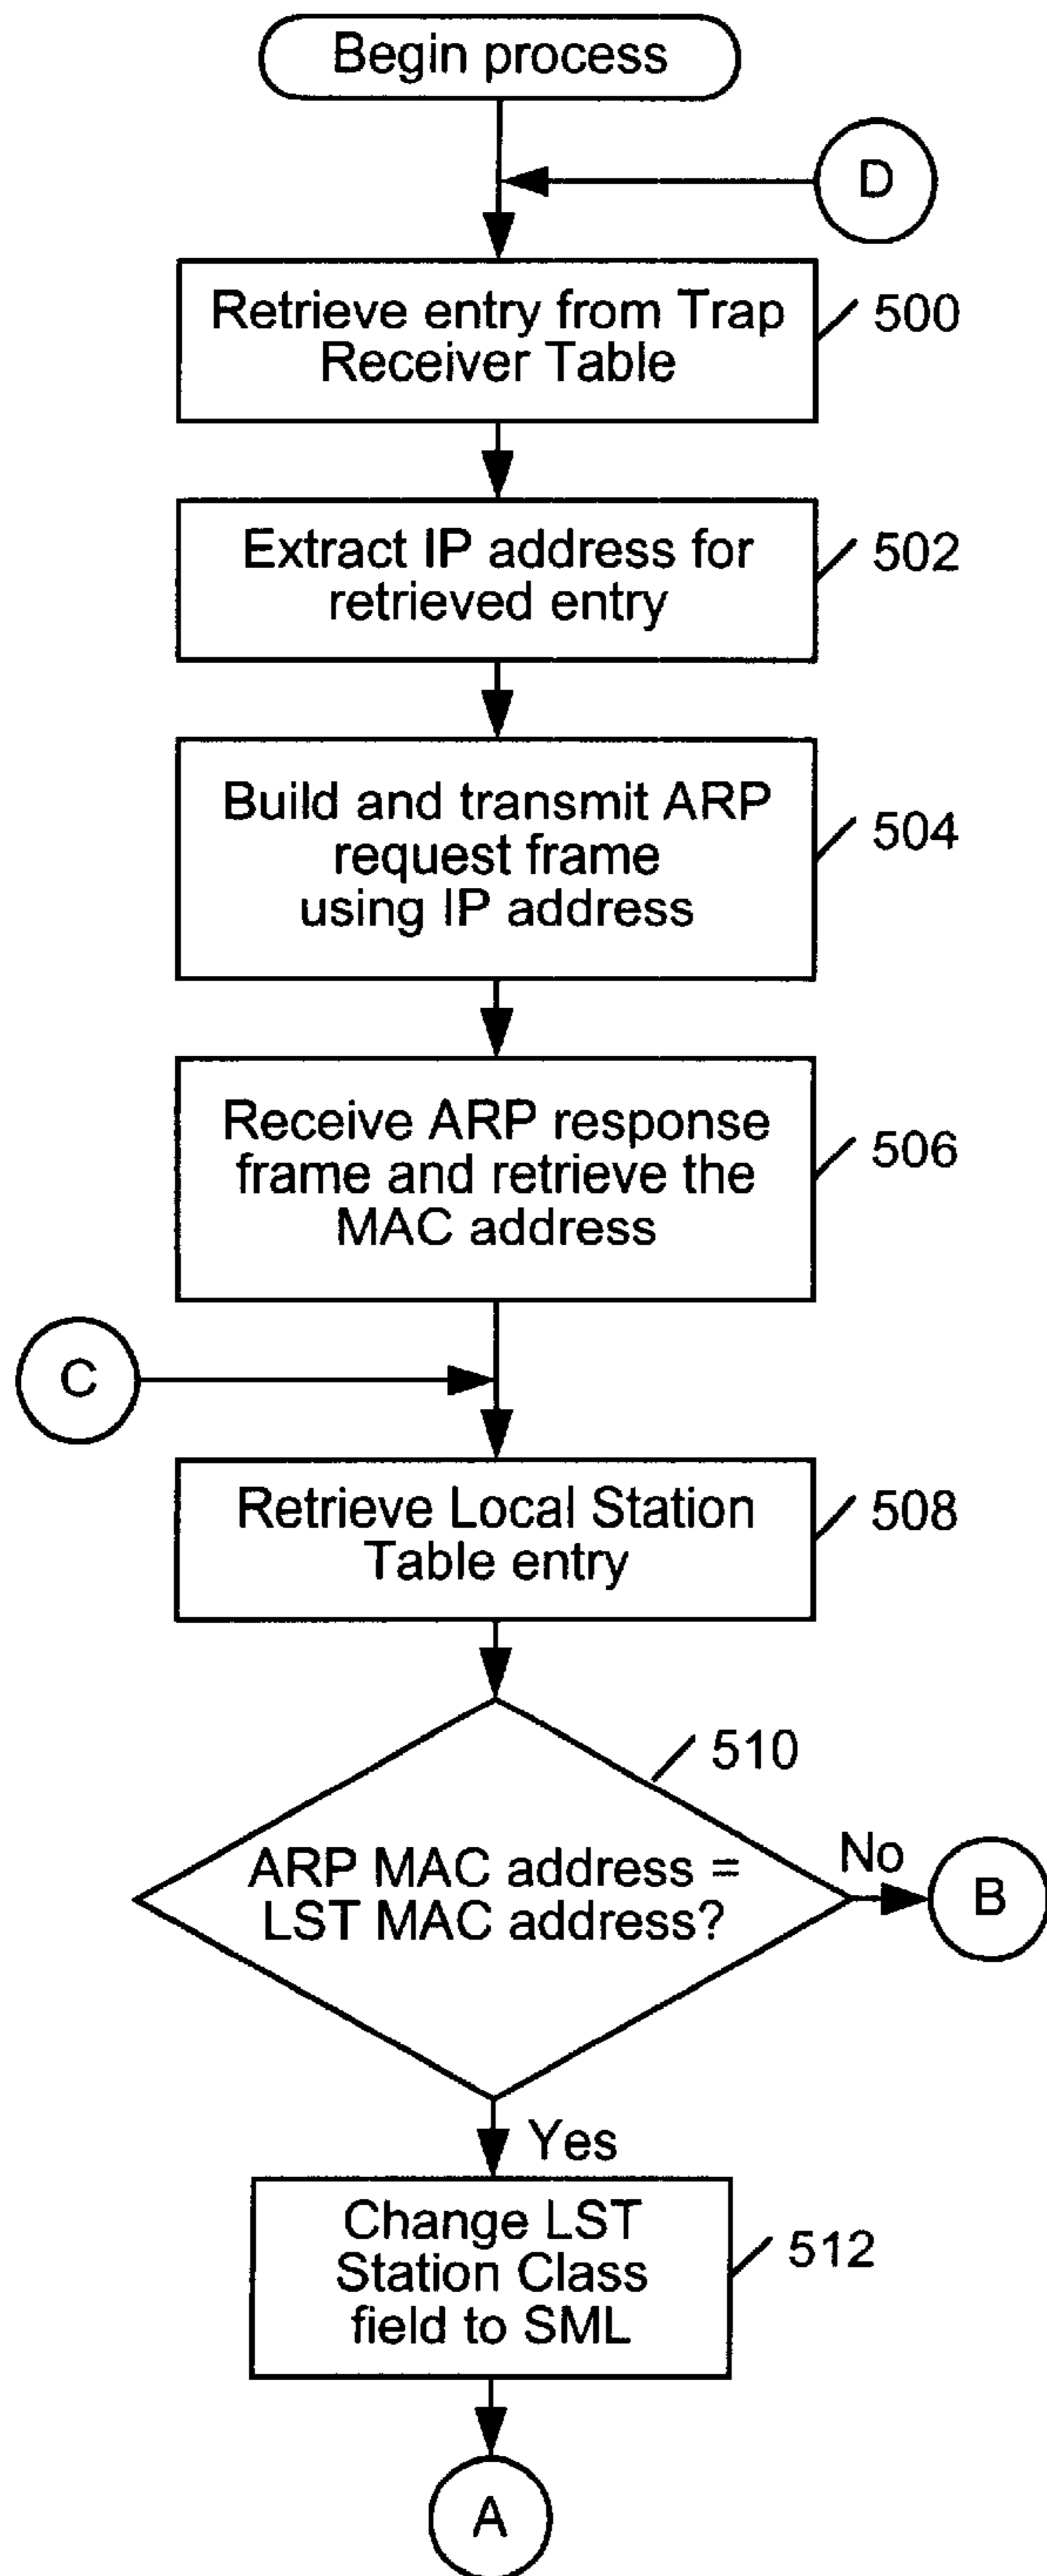 Begin process
D
Retrieve entry from Trap
Receiver Table
500
Extract IP address for
retrieved entry
502
Build and transmit ARP
request frame
using IP address
504
Receive ARP response
frame and retrieve the
MAC address
506
C
Retrieve Local Station
Table entry
508
510
ARP MAC address =
LST MAC address?
No
B
Yes
Change LST
Station Class
field to SML
512
A